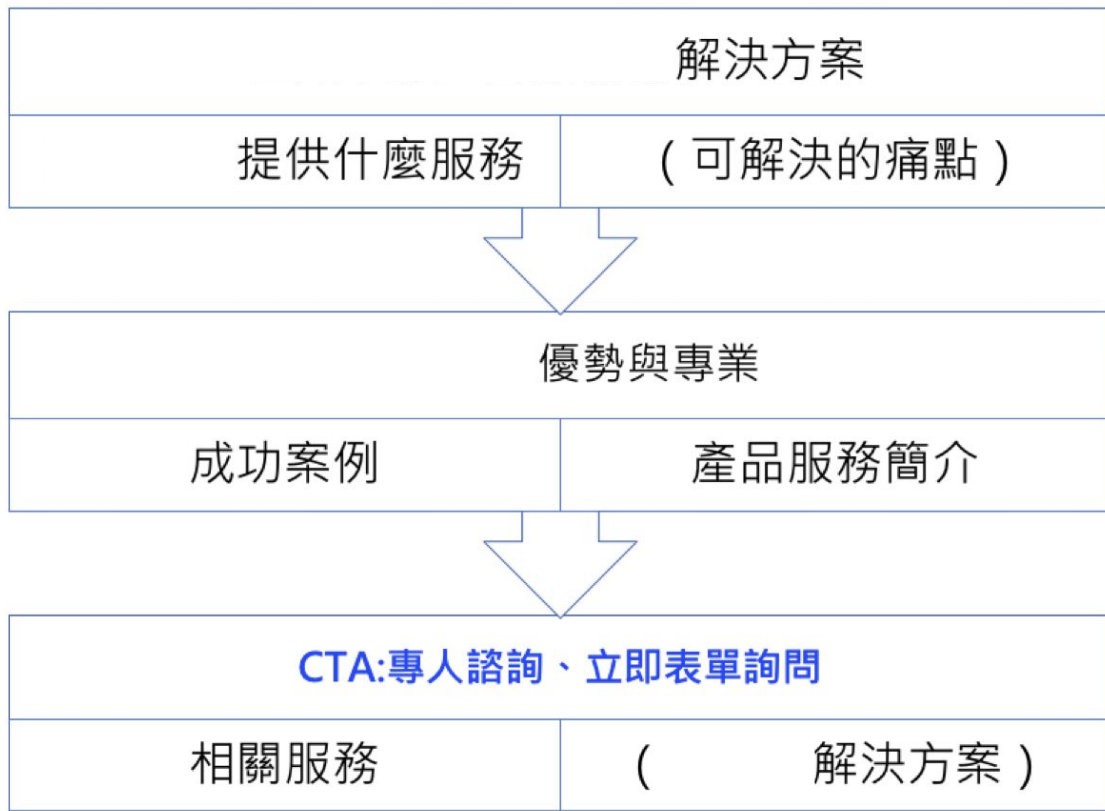 解決方案
提供什麼服務
( 可解決的痛點 )
優勢與專業
成功案例
產品服務簡介
CTA:專人諮詢、立即表單詢問
相關服務
( 解決方案 )